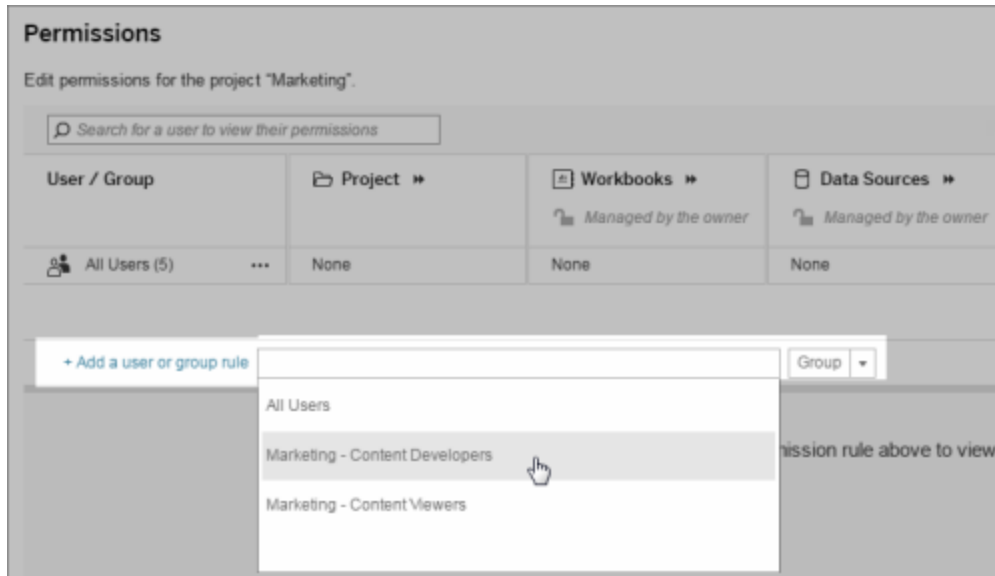 Permissions
Edit permissions for the project “Marketing”.
Search for a user to view their permissions
User / Group
Project
Workbooks
Data Sources
Managed by the owner
Managed by the owner
All Users (5)
None
None
None
+ Add a user or group rule
Group
All Users
Marketing - Content Developers
rule above to view
Marketing - Content Viewers